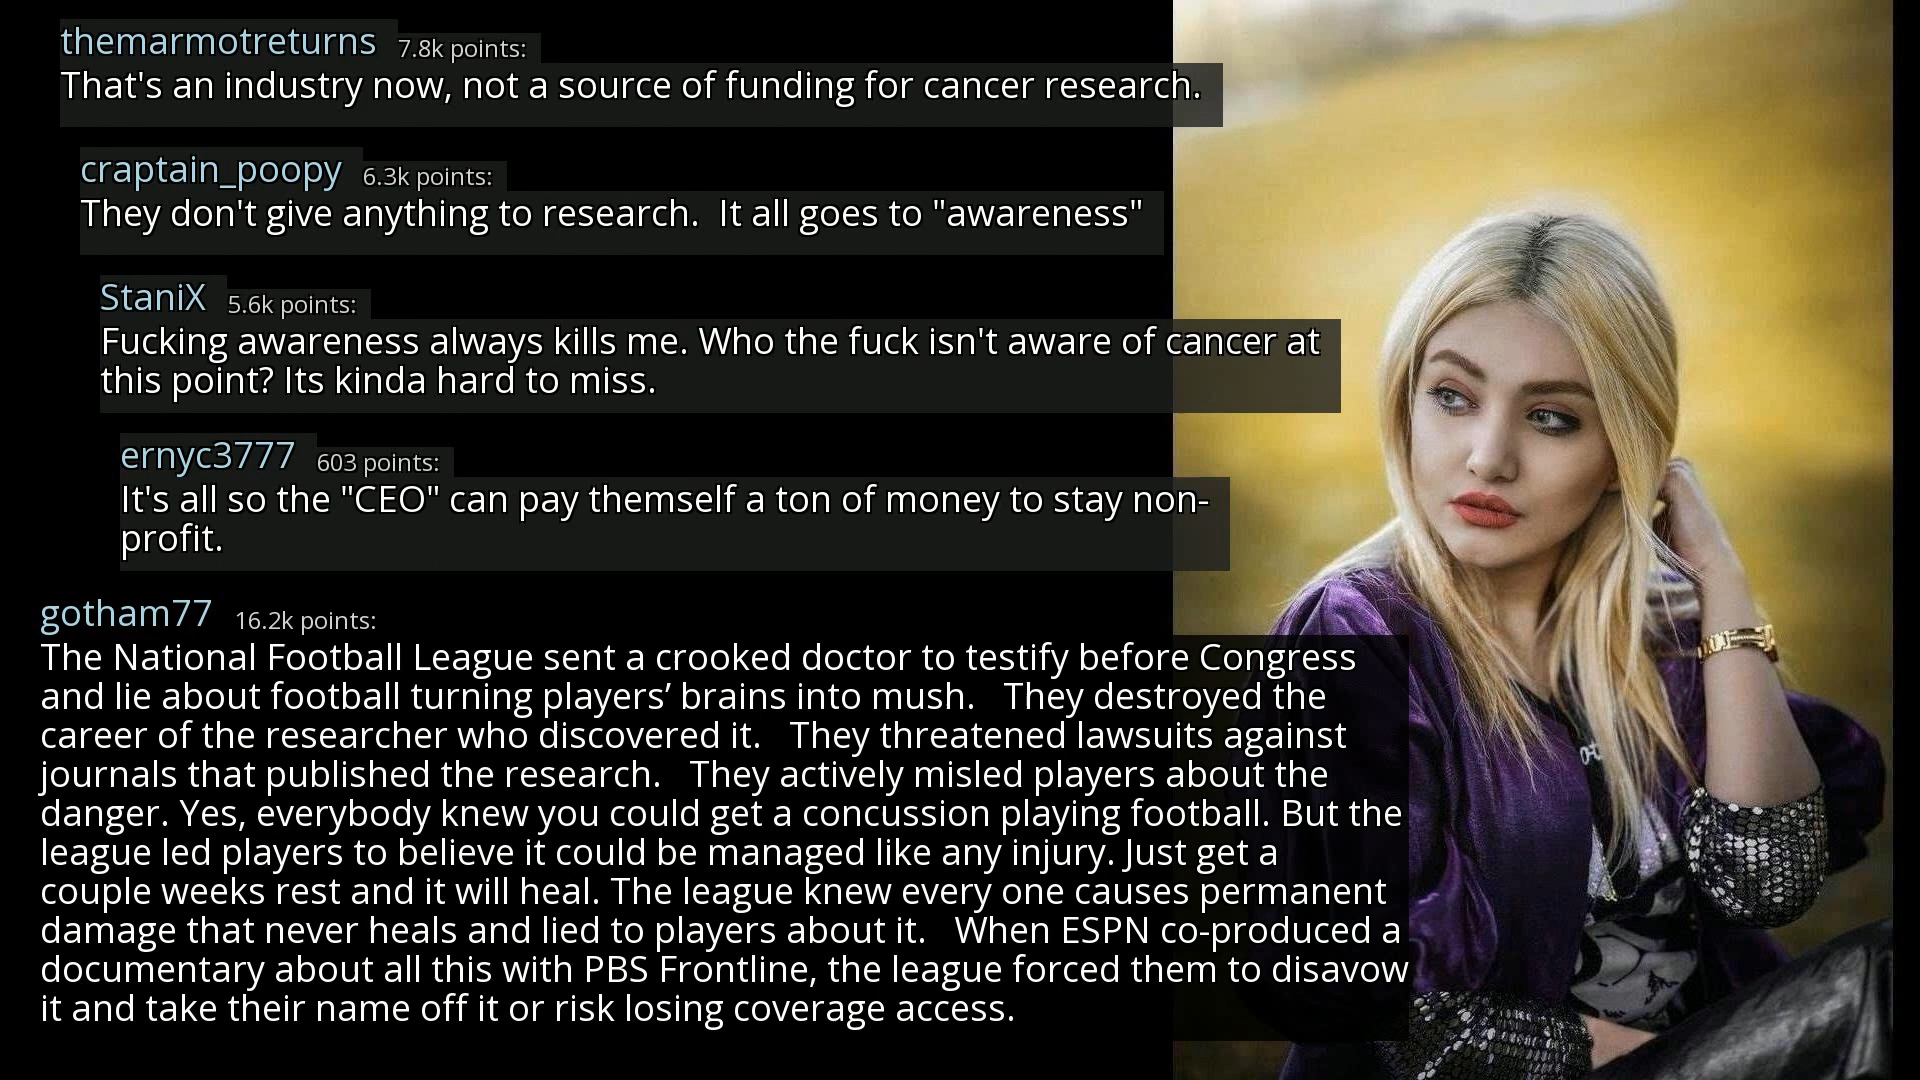 themarmotreturns 7.8k points:
That's an industry now, not a source of funding for cancer research.
craptain_poopy 6.3k points:
They don't give anything to research.  It all goes to "awareness"
StaniX 5.6k points:
Fucking awareness always kills me. Who the fuck isn't aware of cancer at
this point? Its kinda hard to miss.
ernyc3777 603 points:
It's all so the "CEO" can pay themself a ton of money to stay non-
profit.
gotham77 16.2k points:
The National Football League sent a crooked doctor to testify before Congress
and lie about football turning players’ brains into mush.   They destroyed the
career of the researcher who discovered it.   They threatened lawsuits against
journals that published the research.   They actively misled players about the
danger. Yes, everybody knew you could get a concussion playing football. But the
league led players to believe it could be managed like any injury. Just get a
couple weeks rest and it will heal. The league knew every one causes permanent
damage that never heals and lied to players about it.   When ESPN co-produced a
documentary about all this with PBS Frontline, the league forced them to disavow
it and take their name off it or risk losing coverage access.